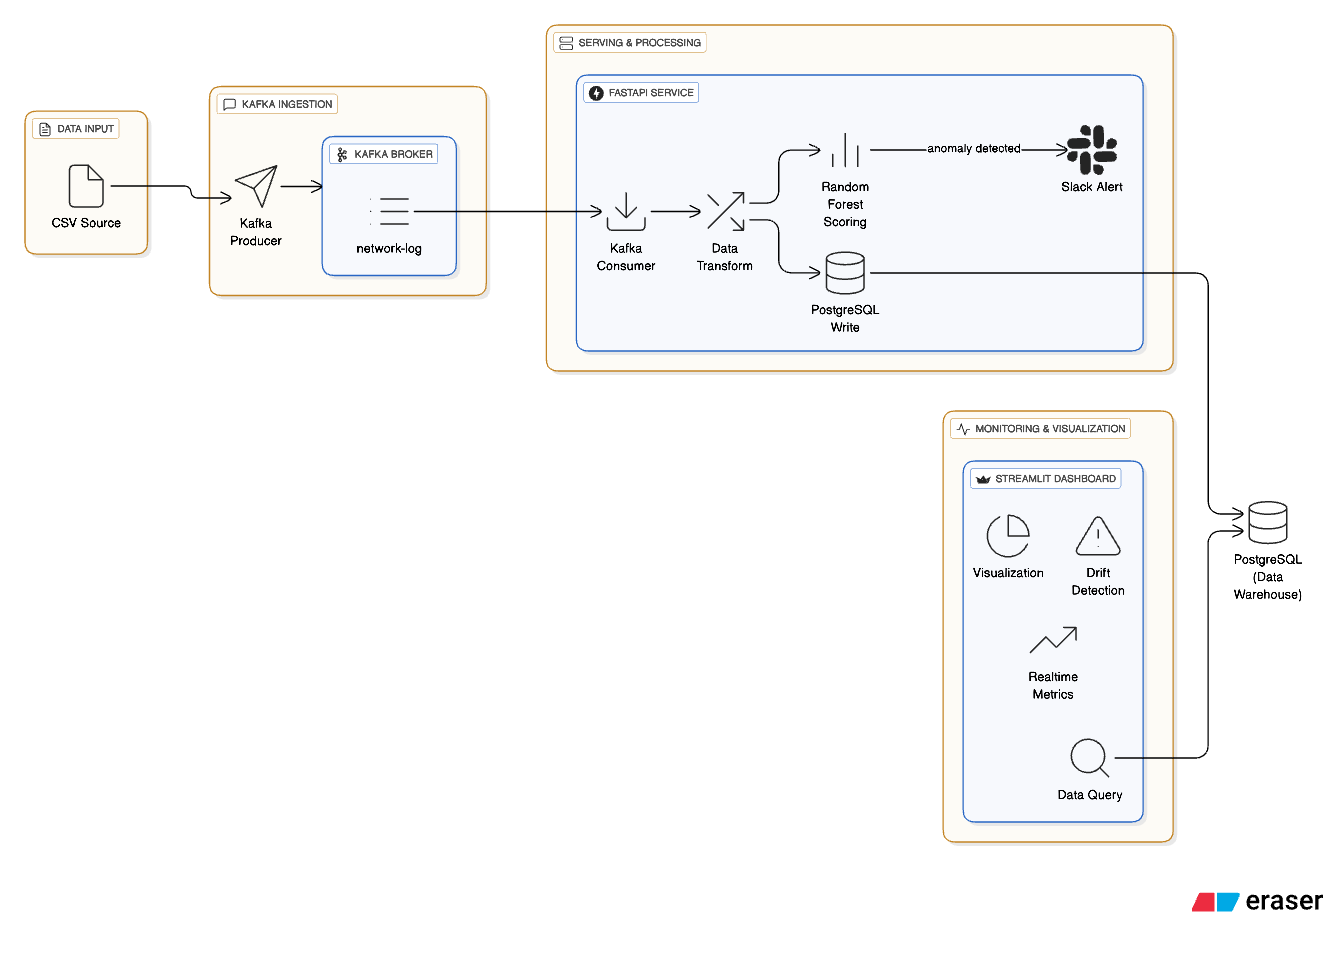 SERVING & PROCESSING
FASTAPI SERVICE
KAFKA INGESTION
DATA INPUT
KAFKA BROKER
anomaly detected
Random
Forest
Scoring
Slack Alert
CSV Source
Kafka
Producer
network-log
Kafka
Consumer
Data
Transform
PostgreSQL
Write
MONITORING & VISUALIZATION
STREAMLIT DASHBOARD
Visualization
Drift
Detection
PostgreSQL
(Data
Warehouse)
Realtime
Metrics
Data Query
eraser